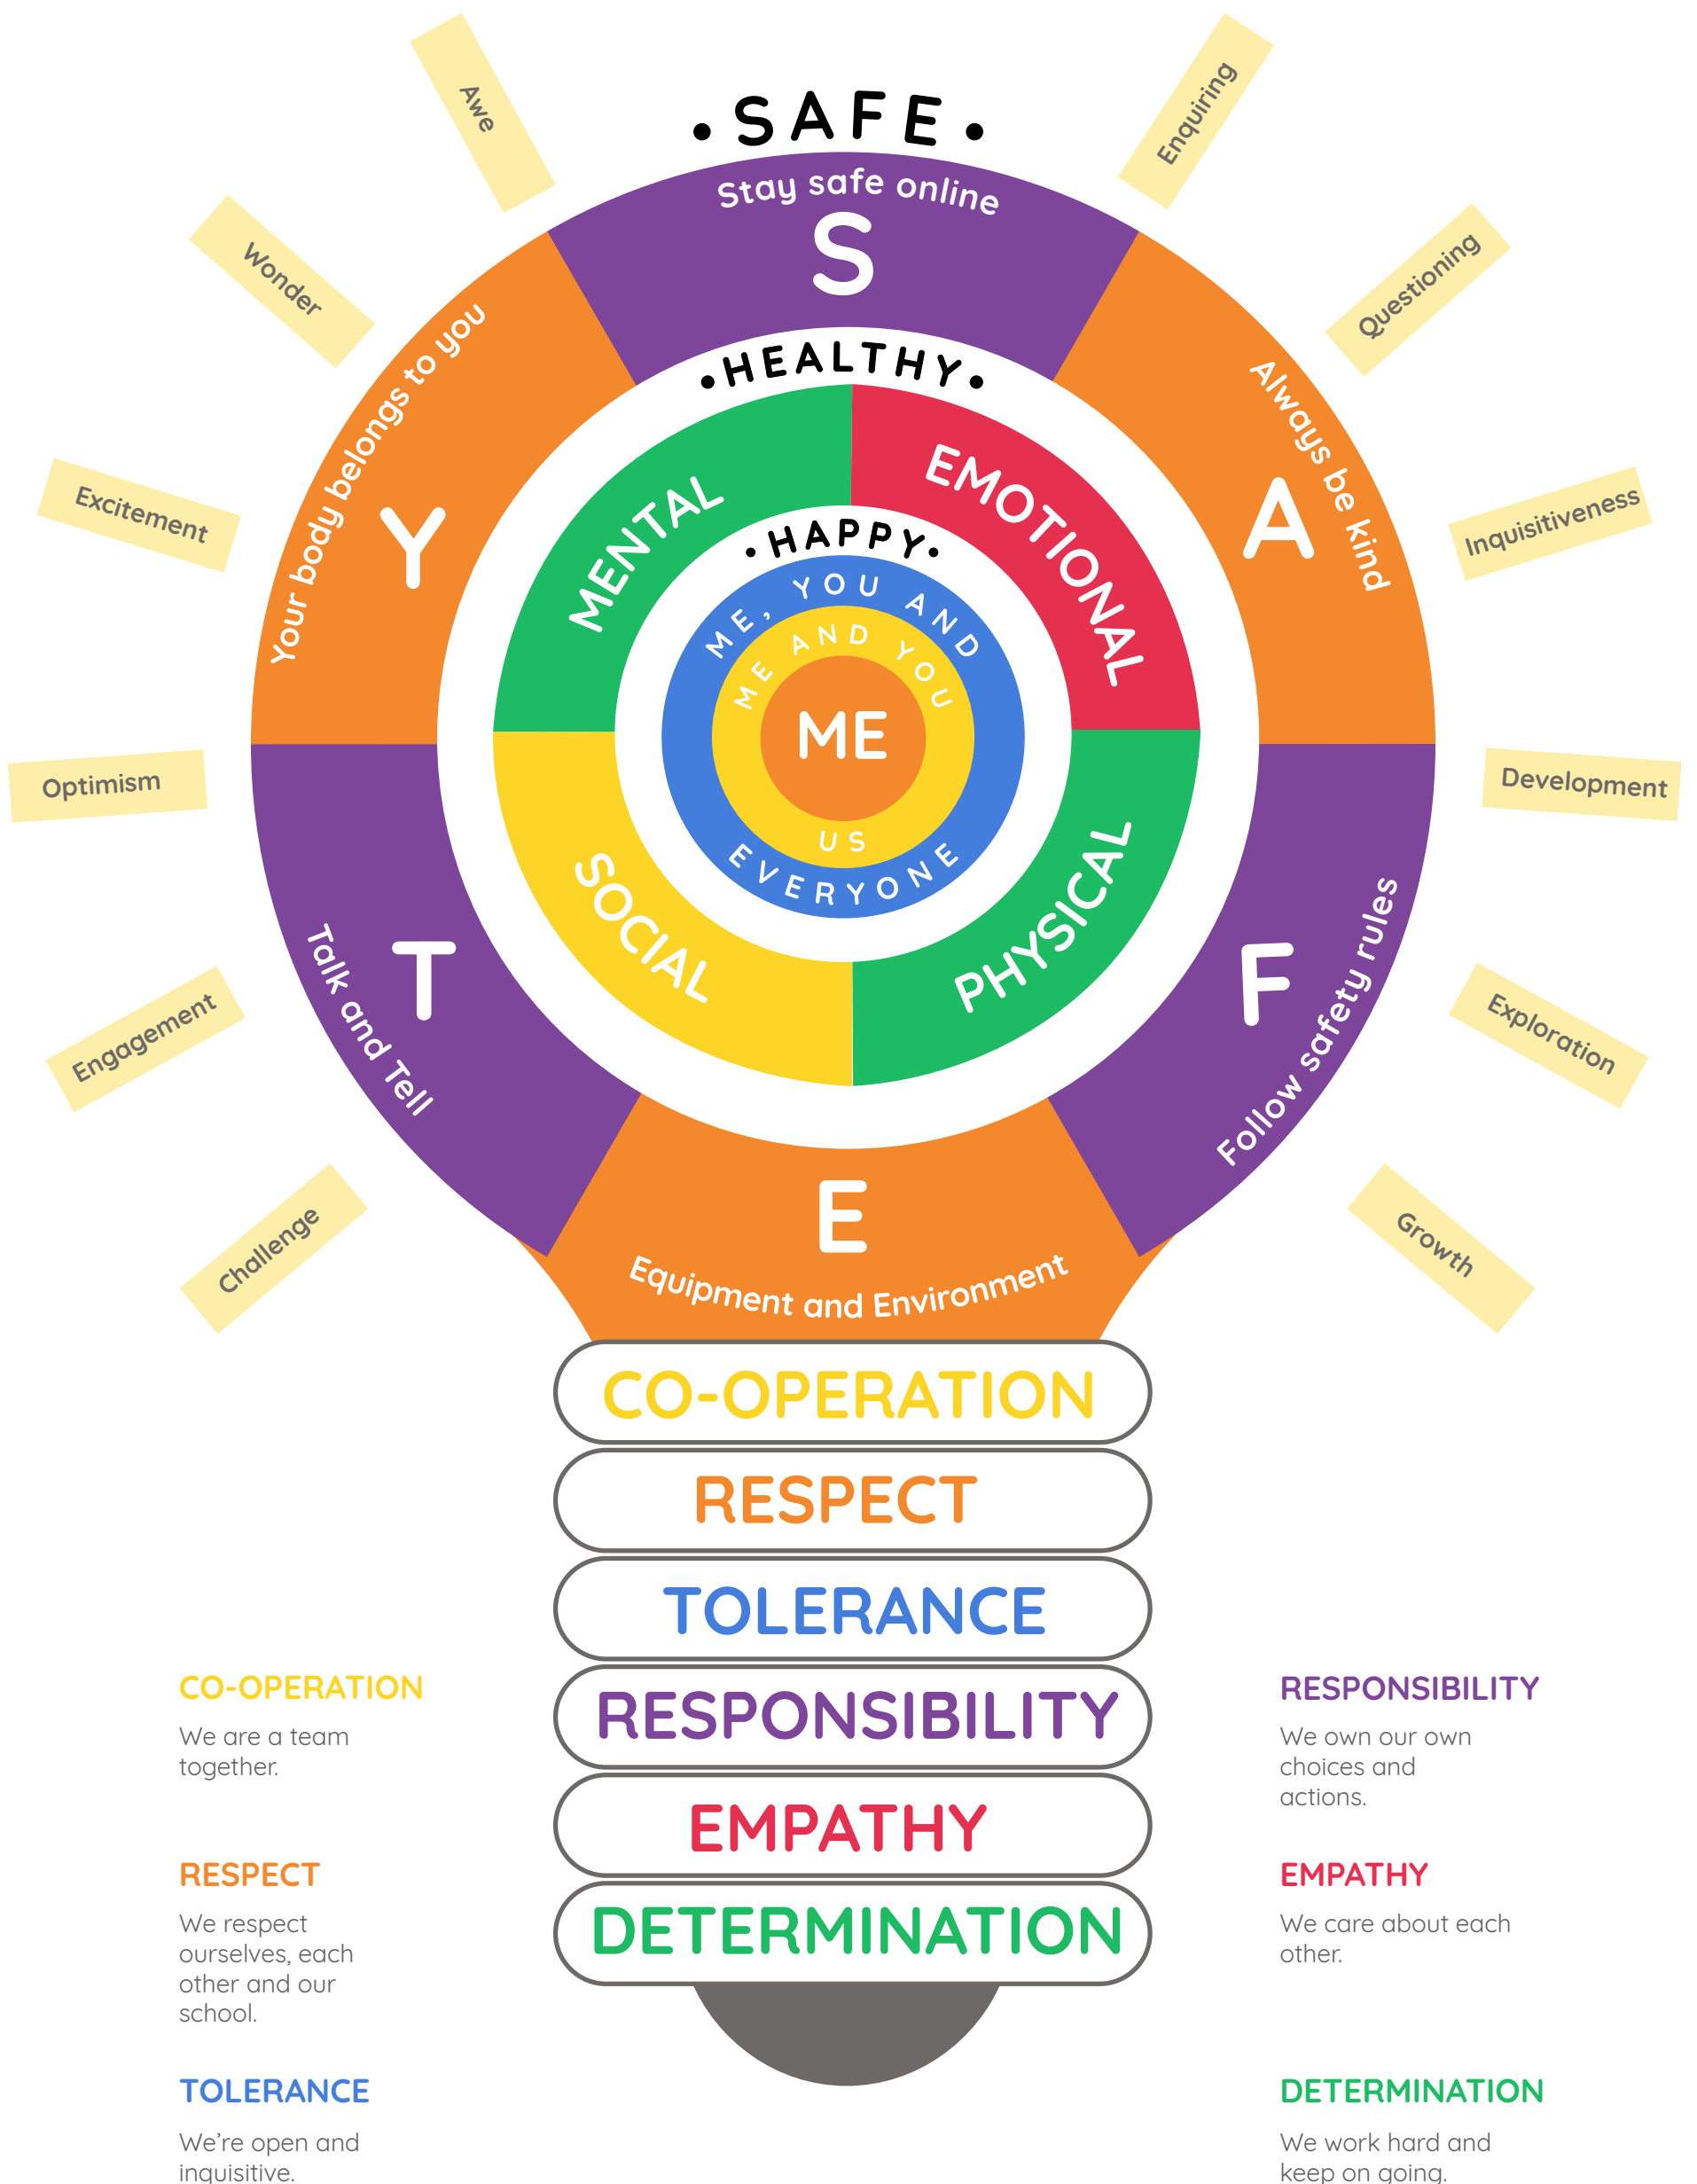 Awe
Enquiring
• SAFE •
Stay safe online
S
Wonder
Questioning
Your body belongs to you
Y
Always be kind
A
• HEALTHY •
MENTAL
EMOTIONAL
Excitement
Inquisitiveness
• HAPPY •
ME, YOU AND
ME AND YOU
ME
US
EVERYONE
Optimism
Development
SOCIAL
PHYSICAL
T
Talk and Tell
F
Follow safety rules
Engagement
Exploration
Challenge
Growth
E
Equipment and Environment
CO-OPERATION
RESPECT
TOLERANCE
RESPONSIBILITY
EMPATHY
DETERMINATION
CO-OPERATION
We are a team
together.
RESPECT
We respect
ourselves, each
other and our
school.
TOLERANCE
We’re open and
inquisitive.
RESPONSIBILITY
We own our own
choices and
actions.
EMPATHY
We care about each
other.
DETERMINATION
We work hard and
keep on going.